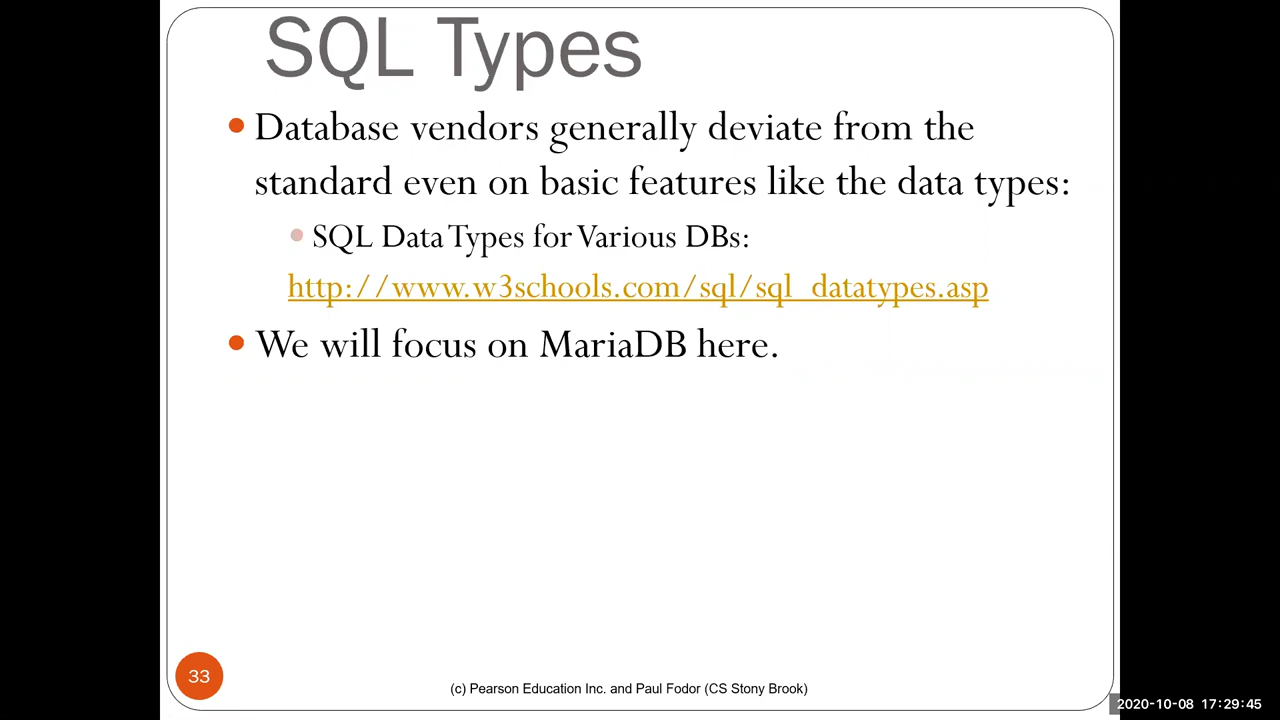 SQL Types
Database vendors generally deviate from the
standard even on basic features like the data types:
SQL Data Types for Various DBs:
http://www.w3schools.com/sql/sql_datatypes.asp
We will focus on MariaDB here.
33
(c) Pearson Education Inc. and Paul Fodor (CS Stony Brook)
2020-10-08 17:29:45